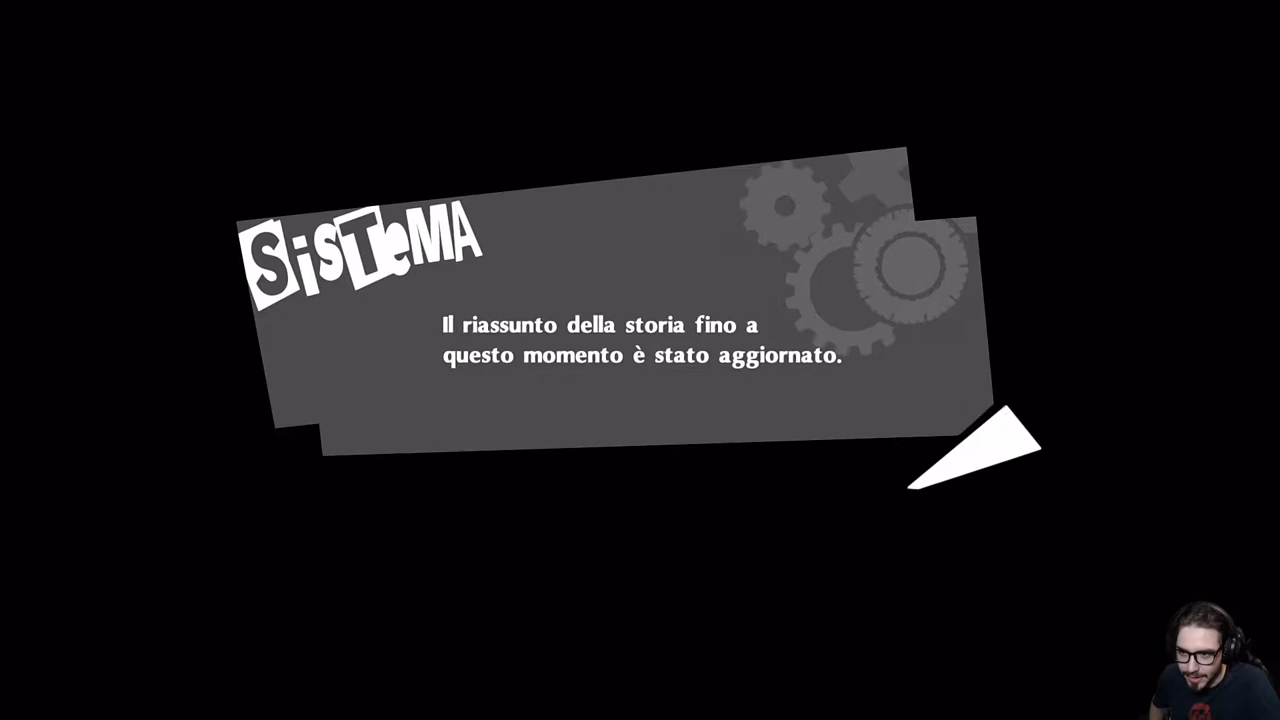 SiSTeMA
Il riassunto della storia fino a
questo momento è stato aggiornato.